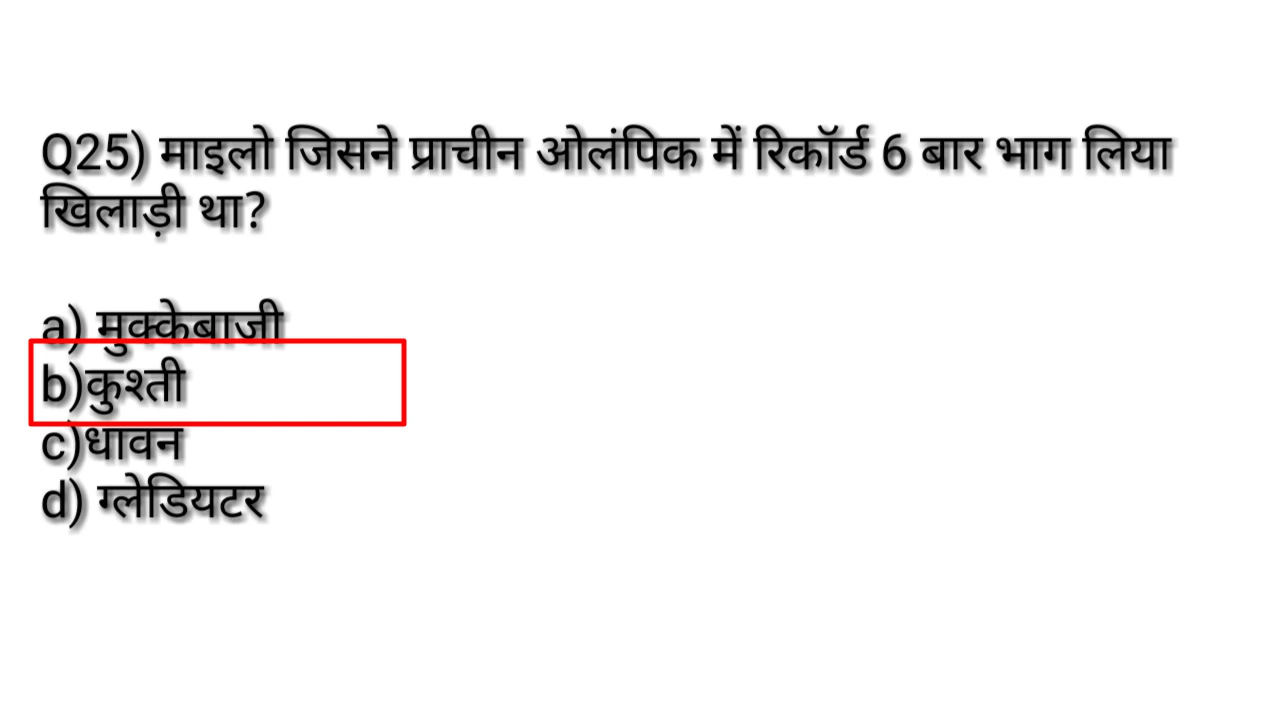 Q25) माइलो जिसने प्राचीन ओलंपिक में रिकॉर्ड 6 बार भाग लिया
खिलाड़ी था?
a) मुक्केबाजी
b)कुश्ती
c)धावन
d) ग्लेडियटर